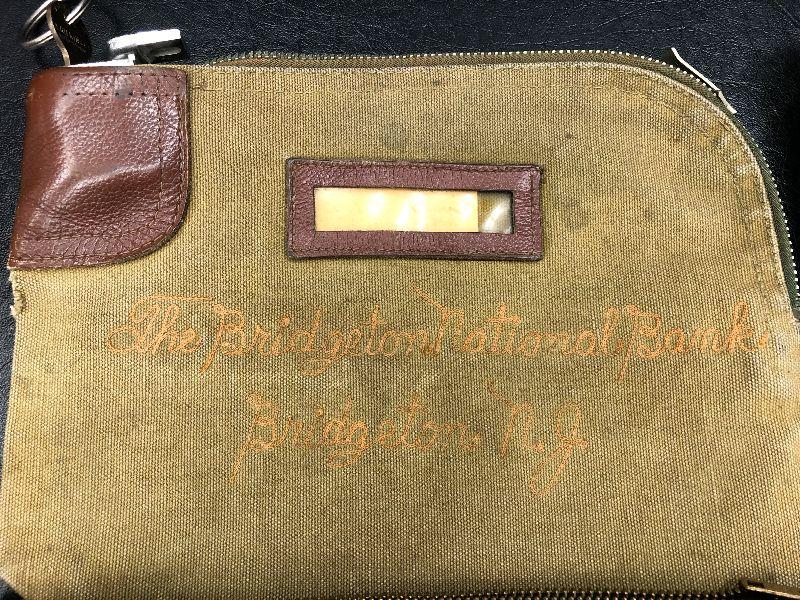 The Bridgeton National Bank
Bridgeton, N.J.